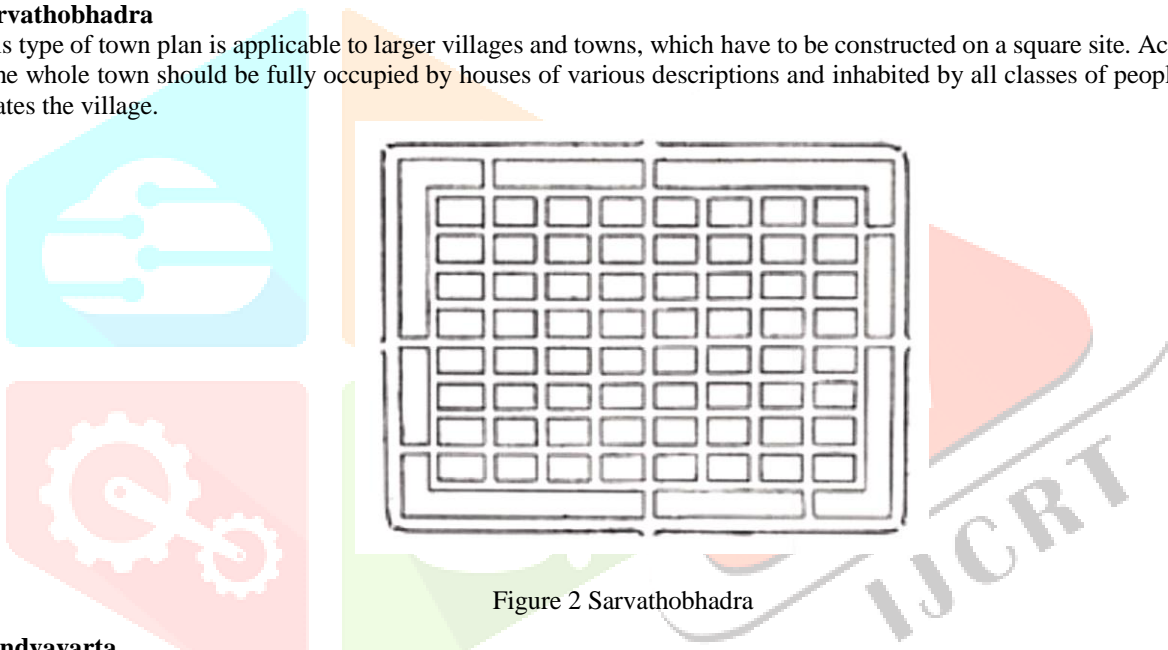 rvathobhadra
is type of town plan is applicable to larger villages and towns, which have to be constructed on a square site. Ac
he whole town should be fully occupied by houses of various descriptions and inhabited by all classes of peopl
ates the village.
Figure 2 Sarvathobhadra
IJCRT
ndyavarta